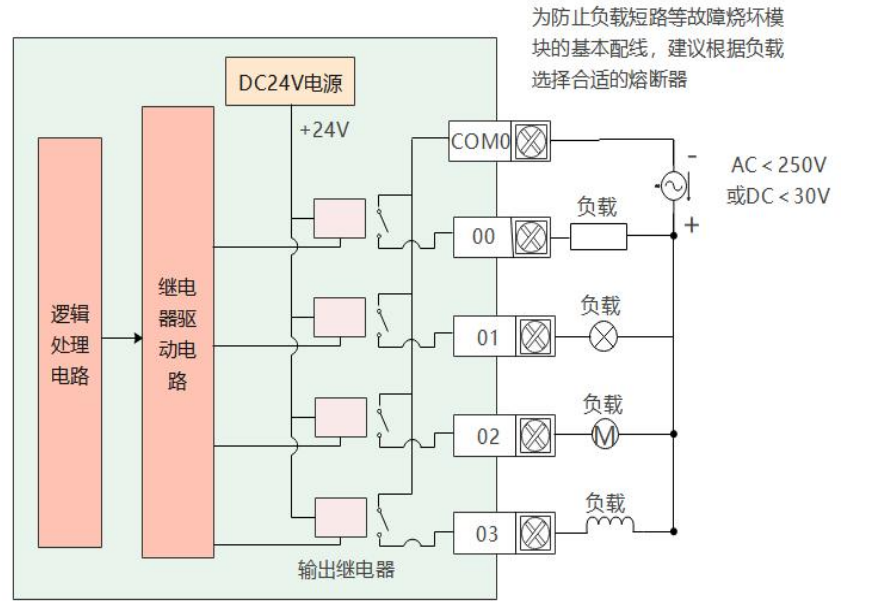 为防止负载短路等故障烧坏模
块的基本配线，建议根据负载
选择合适的熔断器
DC24V电源
+24V
COM0
-
AC＜250V
或DC＜30V
+
负载
00
继电
器驱
动电
路
逻辑
处理
电路
负载
01
负载
02
M
负载
03
输出继电器